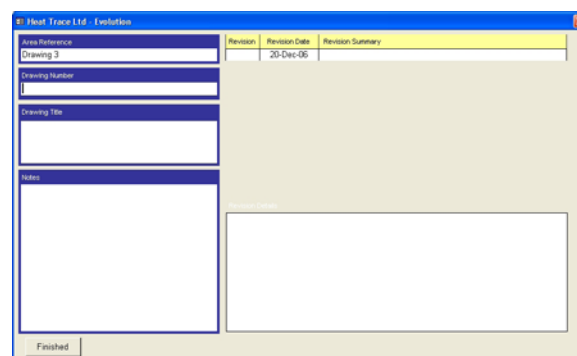 Heat Trace Ltd - Evolution
Area Reference
Drawing 3
Drawing Number
Drawing Title
Notes
Finished
Revision Revision Date Revision Summary
20-Dec-06
Revision Details